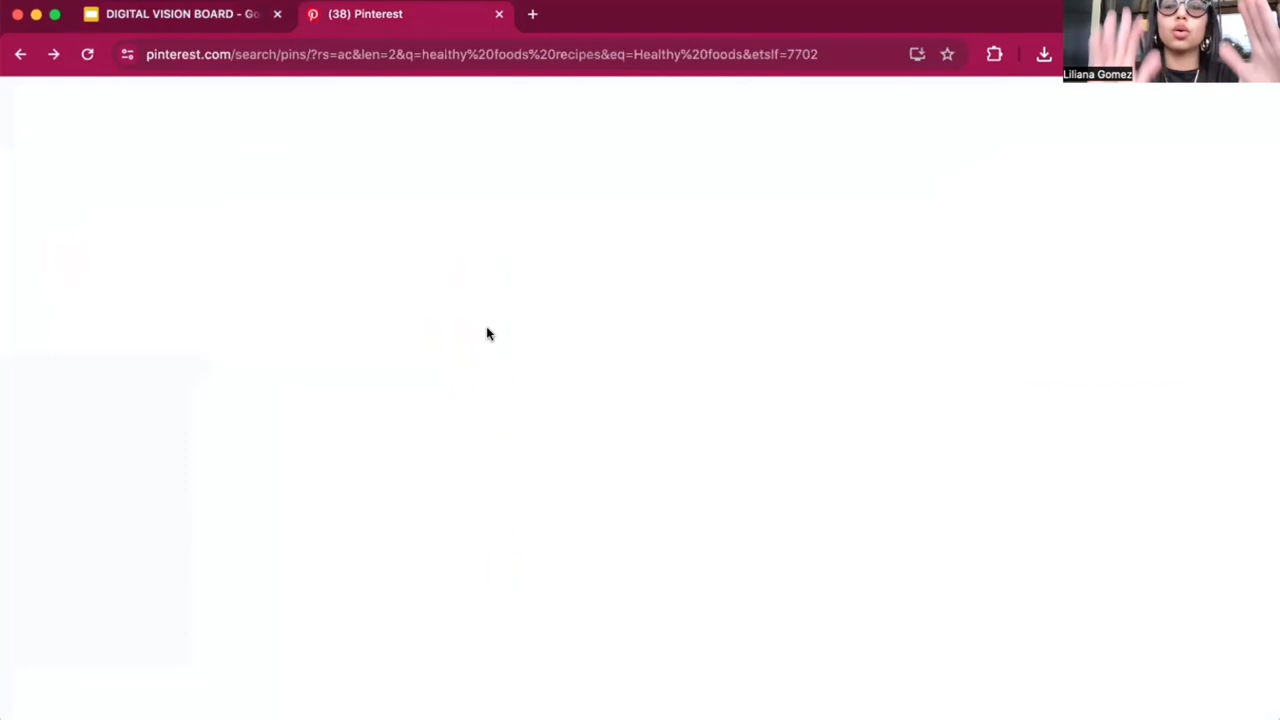 DIGITAL VISION BOARD - Go
(38) Pinterest
pinterest.com/search/pins/?rs=ac&len=2&q=healthy%20foods%20recipes&eq=Healthy%20foods&etslf=7702
Liliana Gomez